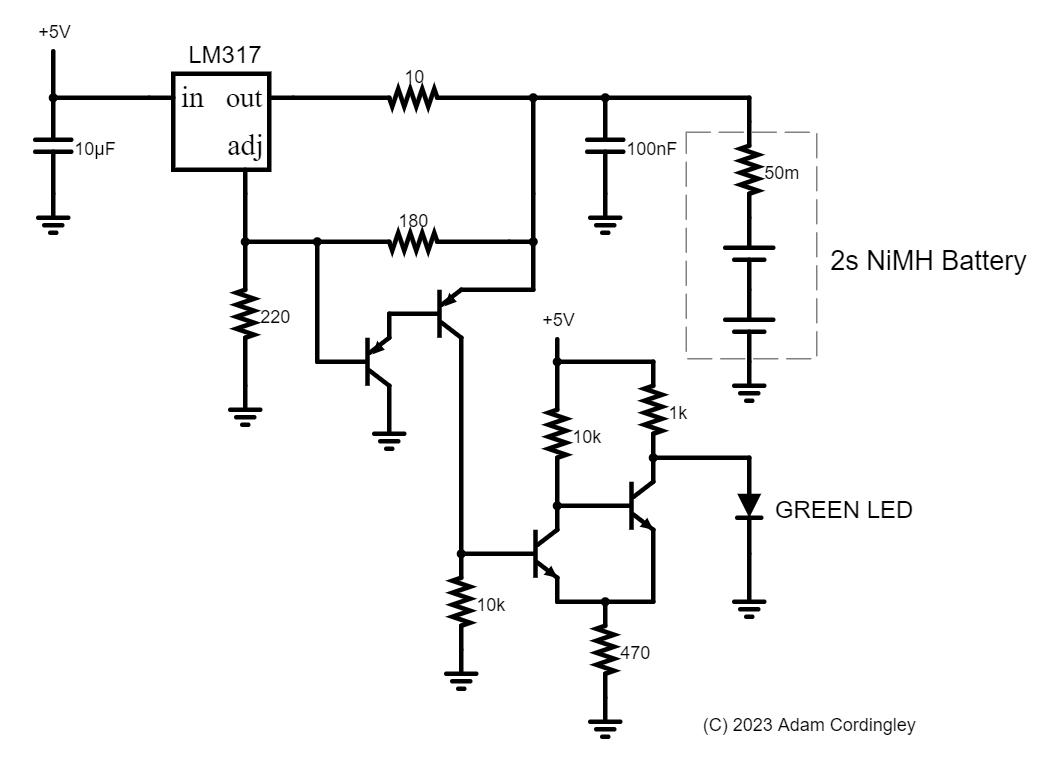 +5V
LM317
10
in out
10µF
adj
100nF
50m
180
2s NiMH Battery
220
+5V
1k
10k
GREEN LED
10k
470
(C) 2023 Adam Cordingley